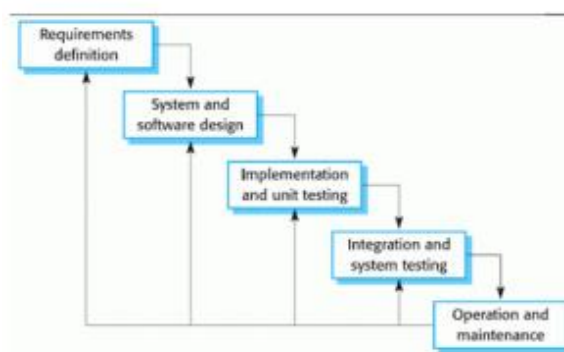 Requirements
definition
System and
software design
Implementation
and unit testing
Integration and
system testing
Operation and
maintenance